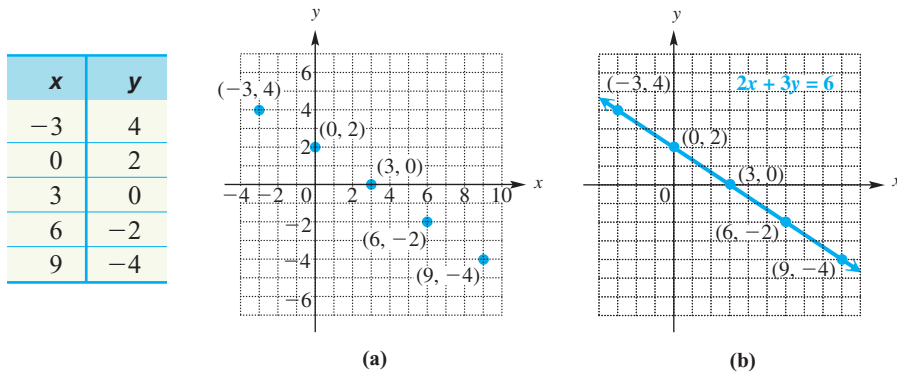 x y
−3 4
0 2
3 0
6 −2
9 −4
y
6
(−3, 4)
4
(0, 2)
2
(3, 0)
x
−4 −2 0 2 4 6 8 10
−2
(6, −2)
−4
(9, −4)
−6
(a)
y
(−3, 4)
2x + 3y = 6
(0, 2)
(3, 0)
x
0
(6, −2)
(9, −4)
(b)